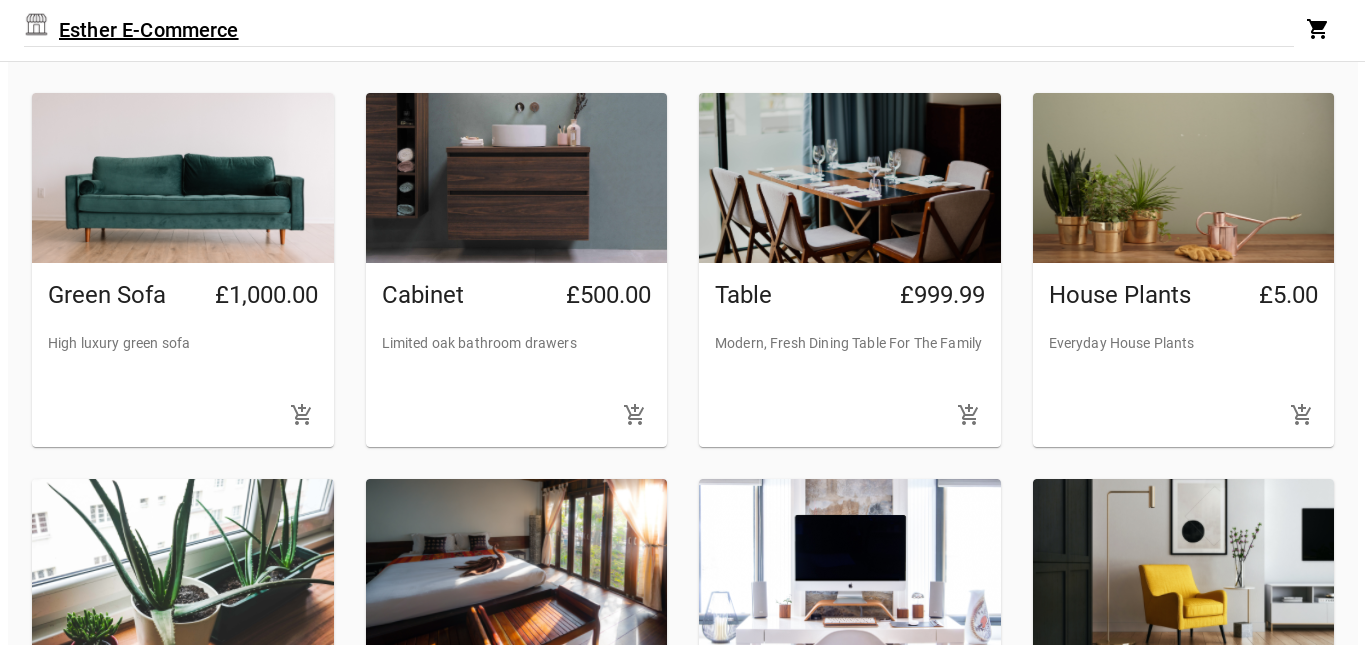 Esther E-Commerce
Green Sofa £1,000.00
High luxury green sofa
Cabinet £500.00
Limited oak bathroom drawers
Table £999.99
Modern, Fresh Dining Table For The Family
House Plants £5.00
Everyday House Plants